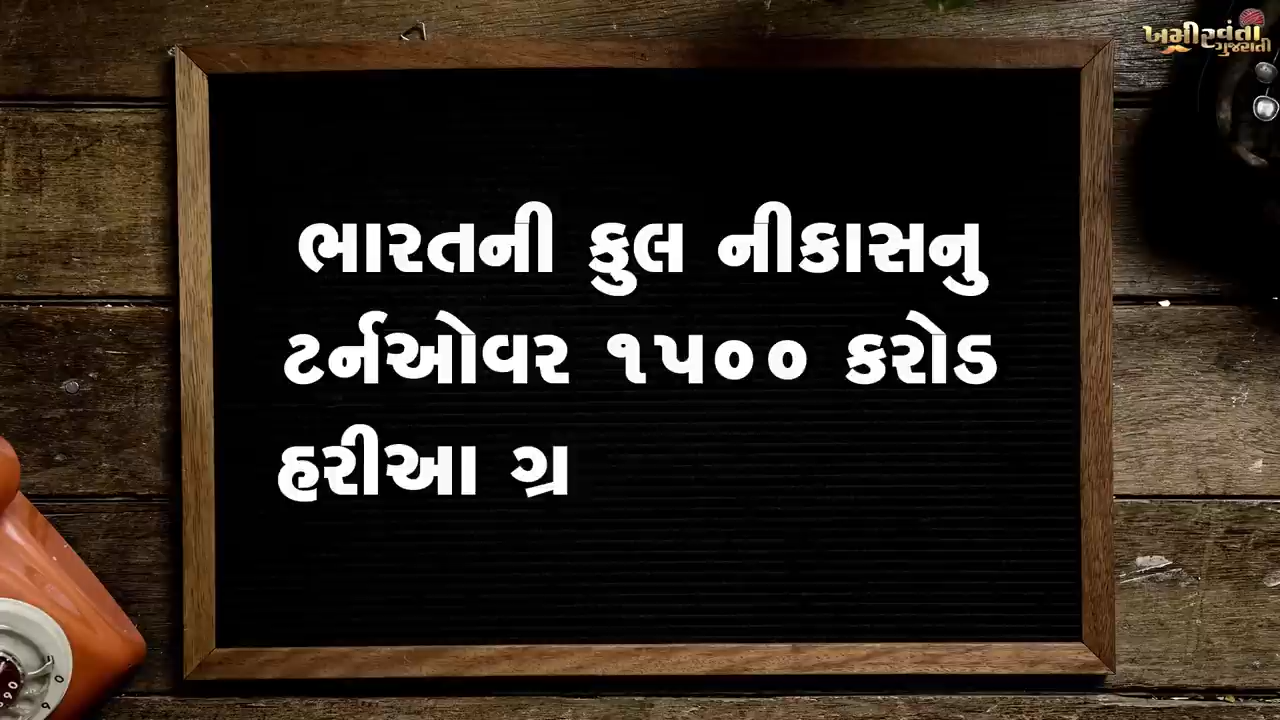 ખમીરવંતા
ગુજરાતી
ભારતની કુલ નીકાસનુ
ટર્નઓવર ૧૫૦૦ કરોડ
હરીઆ ગ્ર